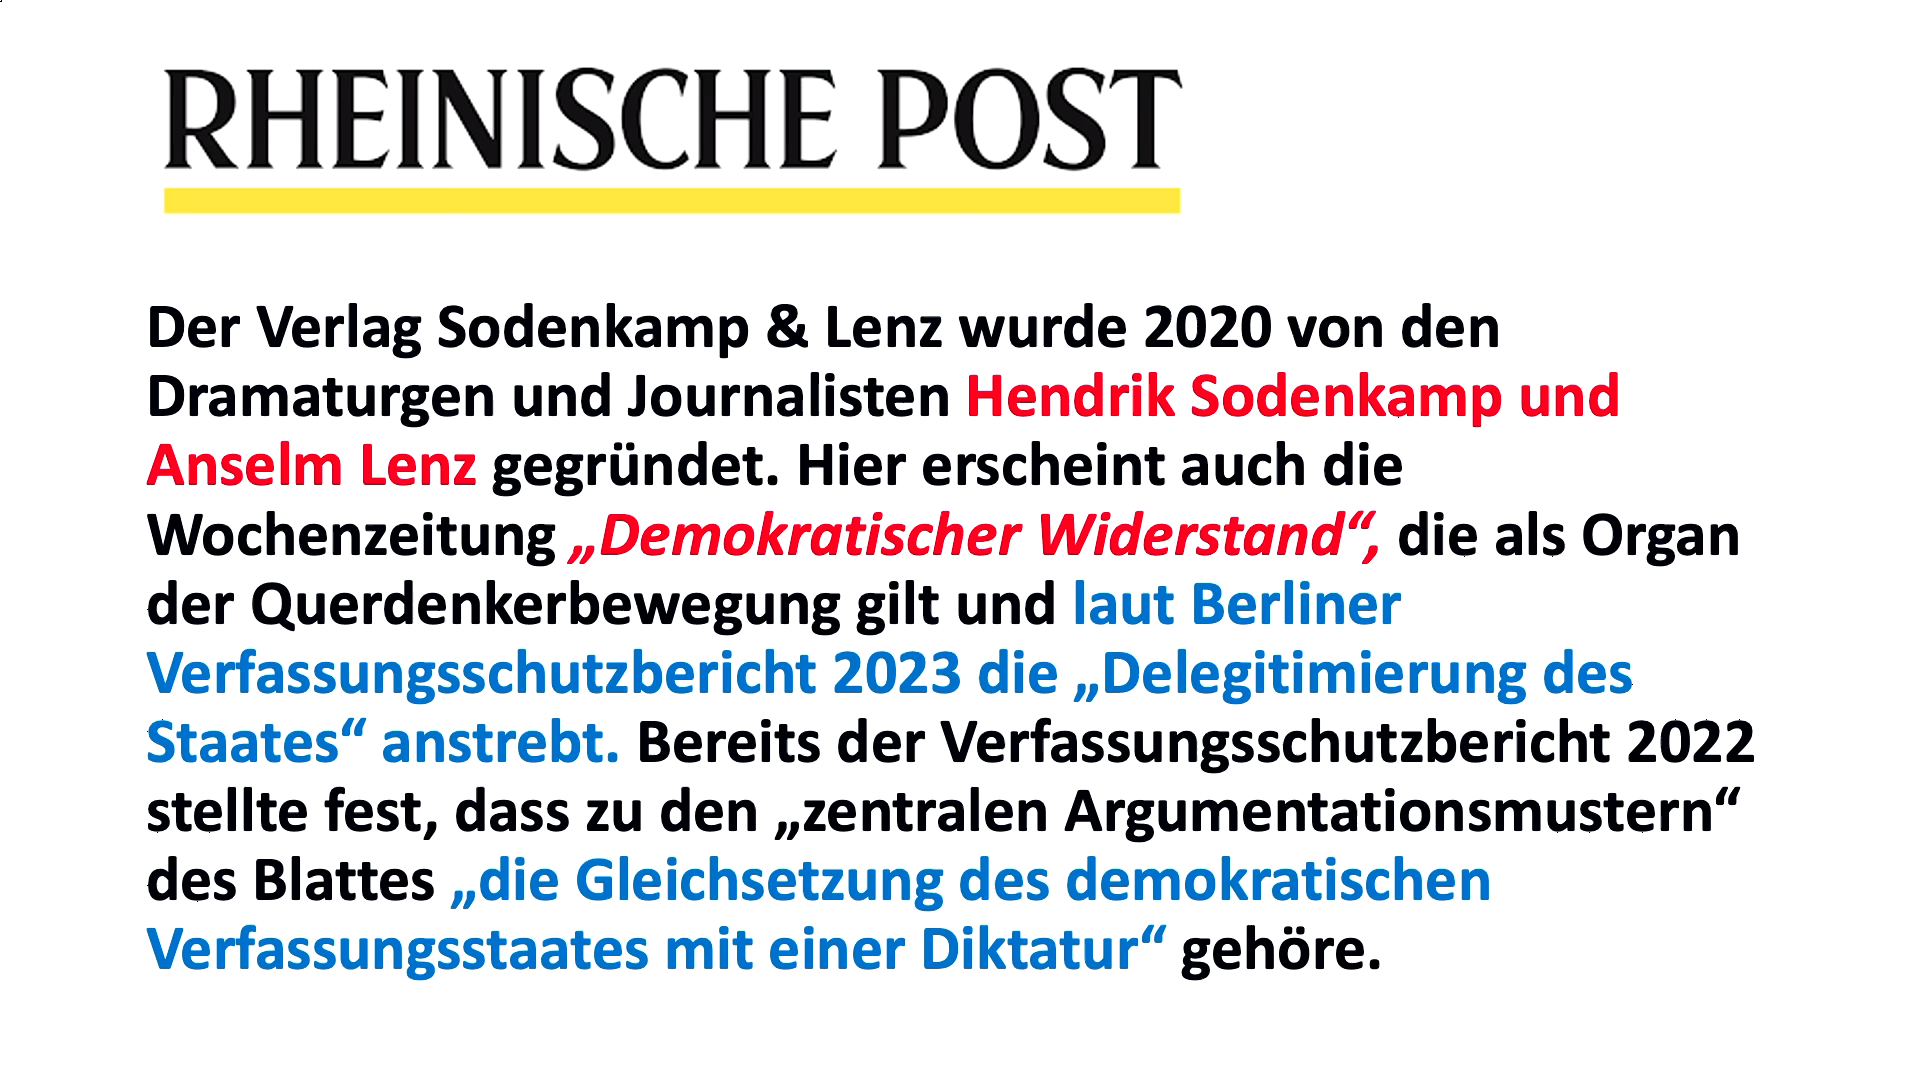 RHEINISCHE POST
Der Verlag Sodenkamp & Lenz wurde 2020 von den
Dramaturgen und Journalisten Hendrik Sodenkamp und
Anselm Lenz gegründet. Hier erscheint auch die
Wochenzeitung „Demokratischer Widerstand“, die als Organ
der Querdenkerbewegung gilt und laut Berliner
Verfassungsschutzbericht 2023 die „Delegitimierung des
Staates“ anstrebt. Bereits der Verfassungsschutzbericht 2022
stellte fest, dass zu den „zentralen Argumentationsmustern“
des Blattes „die Gleichsetzung des demokratischen
Verfassungsstaates mit einer Diktatur“ gehöre.